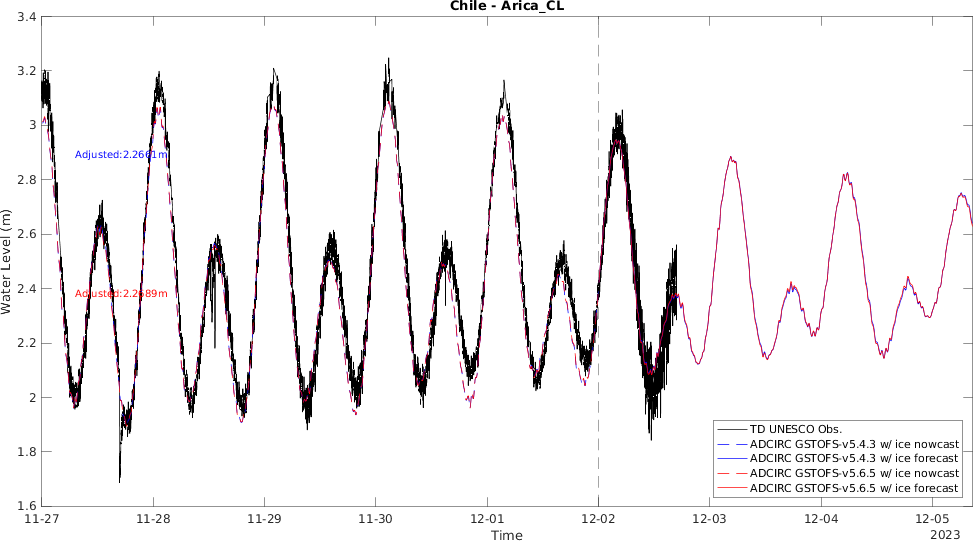 Chile - Arica_CL
3.4
3.2
3
2.8
2.6
2.4
2.2
2
1.8
1.6
Water Level (m)
Adjusted:2.2661m
Adjusted:2.2689m
TD UNESCO Obs.
ADCIRC GSTOFS-v5.4.3 w/ ice nowcast
ADCIRC GSTOFS-v5.4.3 w/ ice forecast
ADCIRC GSTOFS-v5.6.5 w/ ice nowcast
ADCIRC GSTOFS-v5.6.5 w/ ice forecast
11-27 11-28 11-29 11-30 12-01 12-02 12-03 12-04 12-05
Time
2023